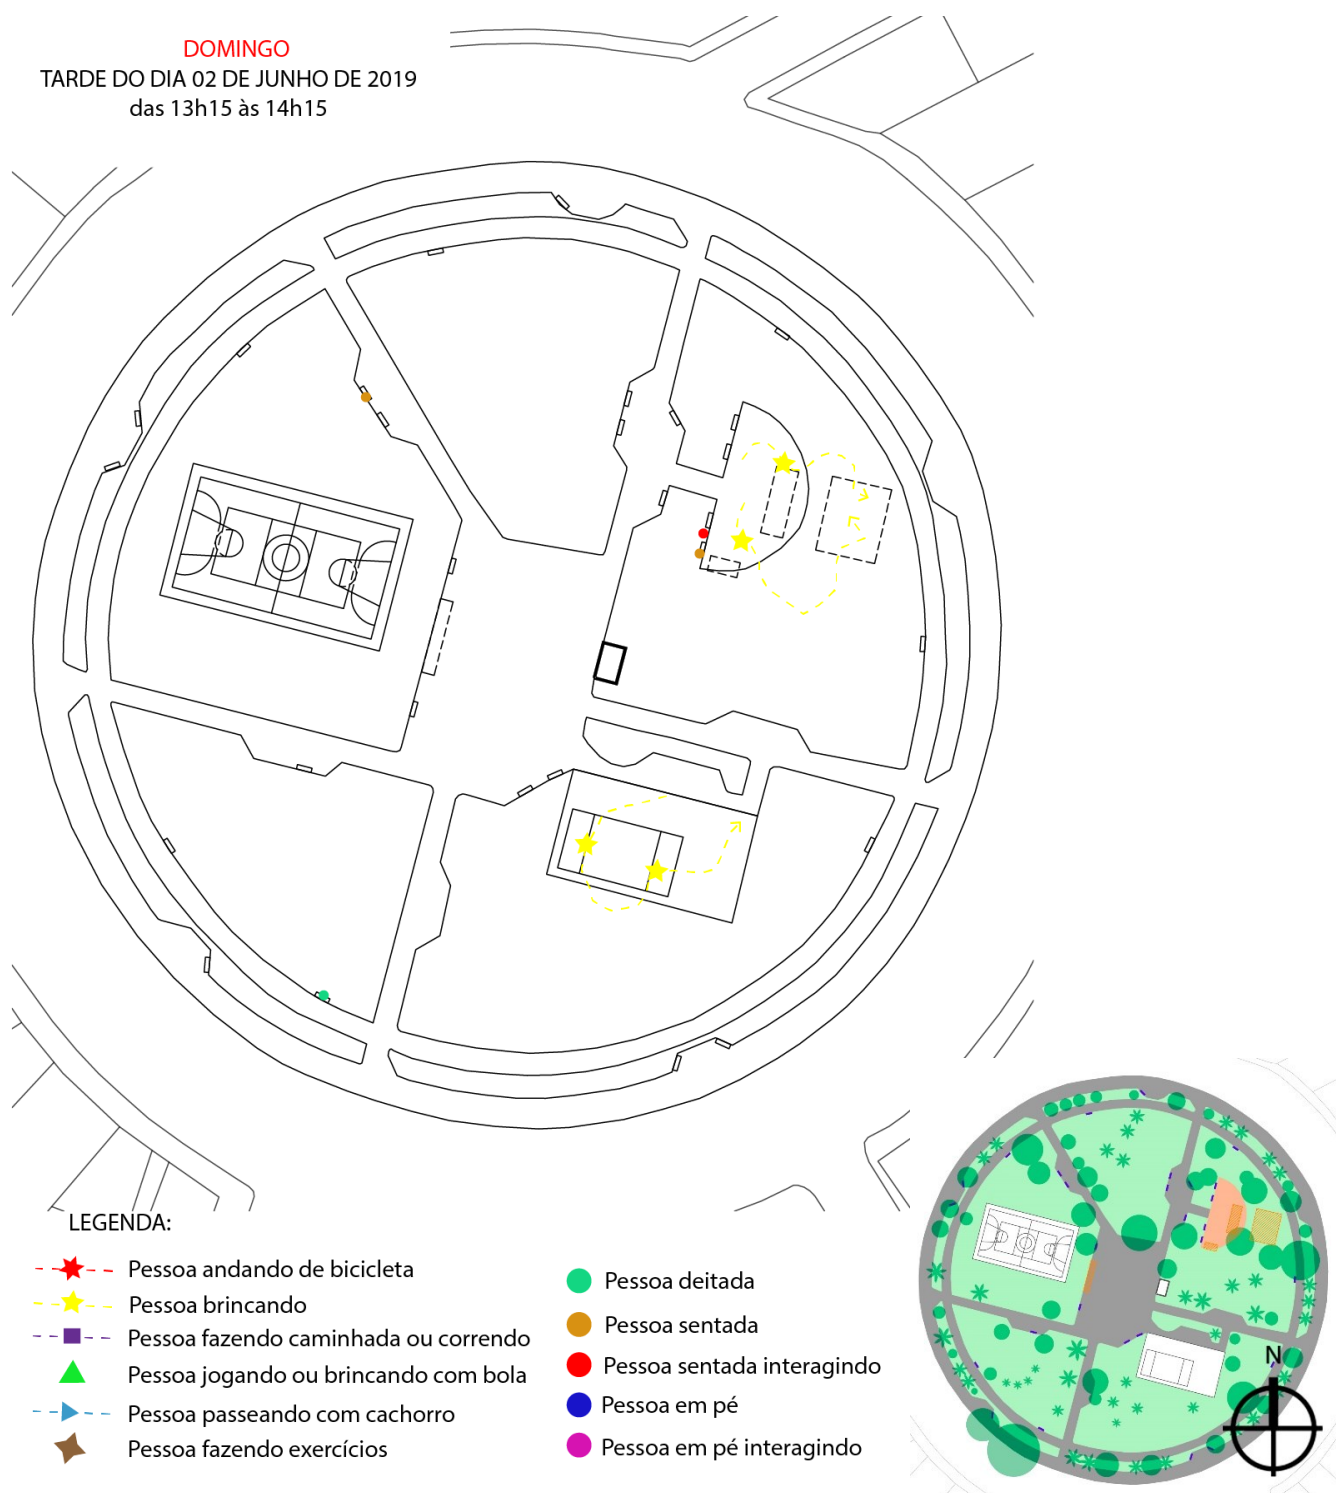 DOMINGO
TARDE DO DIA 02 DE JUNHO DE 2019
das 13h15 às 14h15
LEGENDA:
Pessoa andando de bicicleta
Pessoa brincando
Pessoa fazendo caminhada ou correndo
Pessoa jogando ou brincando com bola
Pessoa passeando com cachorro
Pessoa fazendo exercícios
Pessoa deitada
Pessoa sentada
Pessoa sentada interagindo
Pessoa em pé
Pessoa em pé interagindo
N